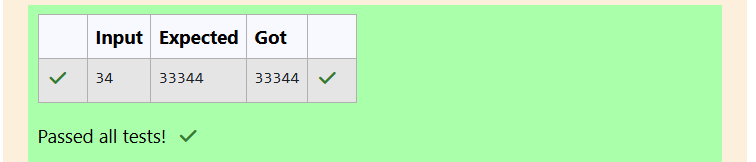 Input Expected Got
34 33344 33344
Passed all tests!